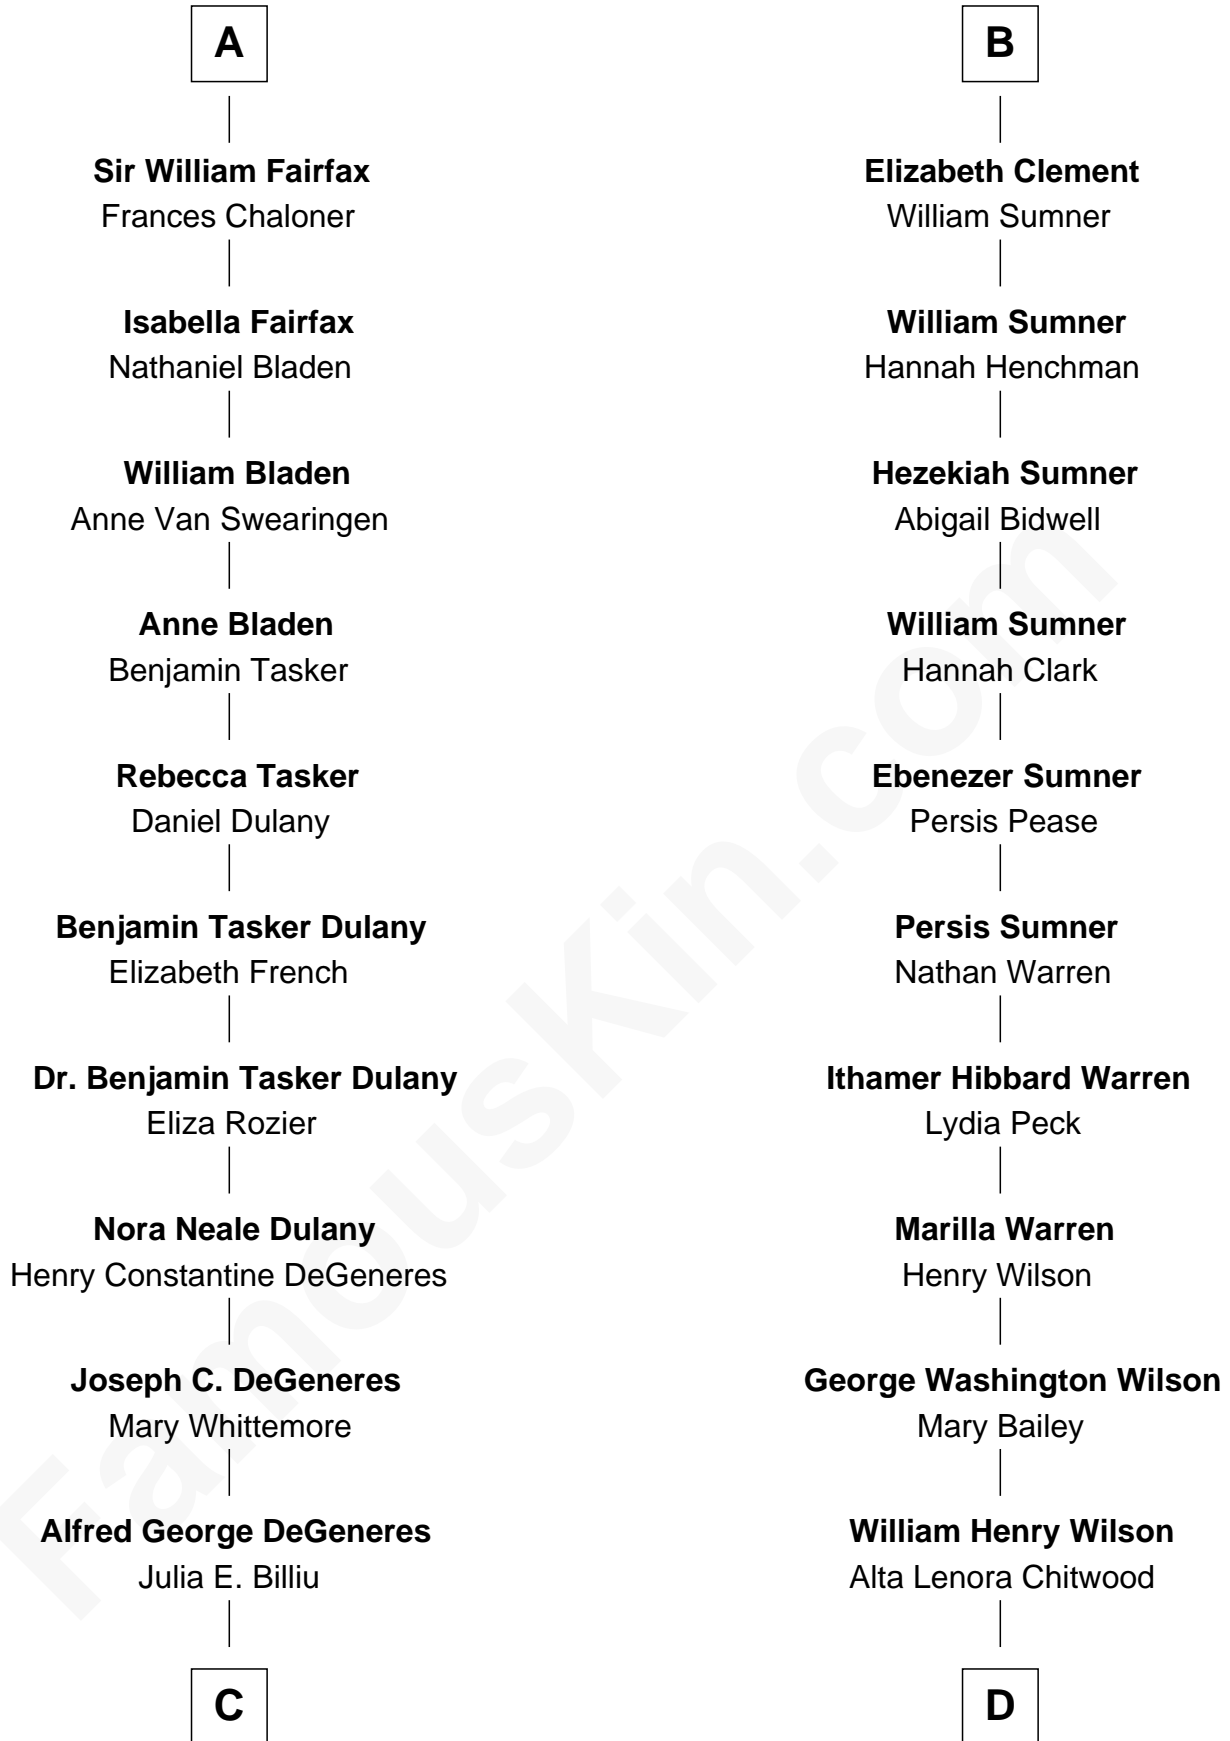 A
Sir William Fairfax
Frances Chaloner
Isabella Fairfax
Nathaniel Bladen
William Bladen
Anne Van Swearingen
Anne Bladen
Benjamin Tasker
Rebecca Tasker
Daniel Dulany
Benjamin Tasker Dulany
Elizabeth French
Dr. Benjamin Tasker Dulany
Eliza Rozier
Nora Neale Dulany
Henry Constantine DeGeneres
Joseph C. DeGeneres
Mary Whittemore
Alfred George DeGeneres
Julia E. Billiu
C
B
Elizabeth Clement
William Sumner
William Sumner
Hannah Henchman
Hezekiah Sumner
Abigail Bidwell
William Sumner
Hannah Clark
Ebenezer Sumner
Persis Pease
Persis Sumner
Nathan Warren
Ithamer Hibbard Warren
Lydia Peck
Marilla Warren
Henry Wilson
George Washington Wilson
Mary Bailey
William Henry Wilson
Alta Lenora Chitwood
D
FamousKin.com